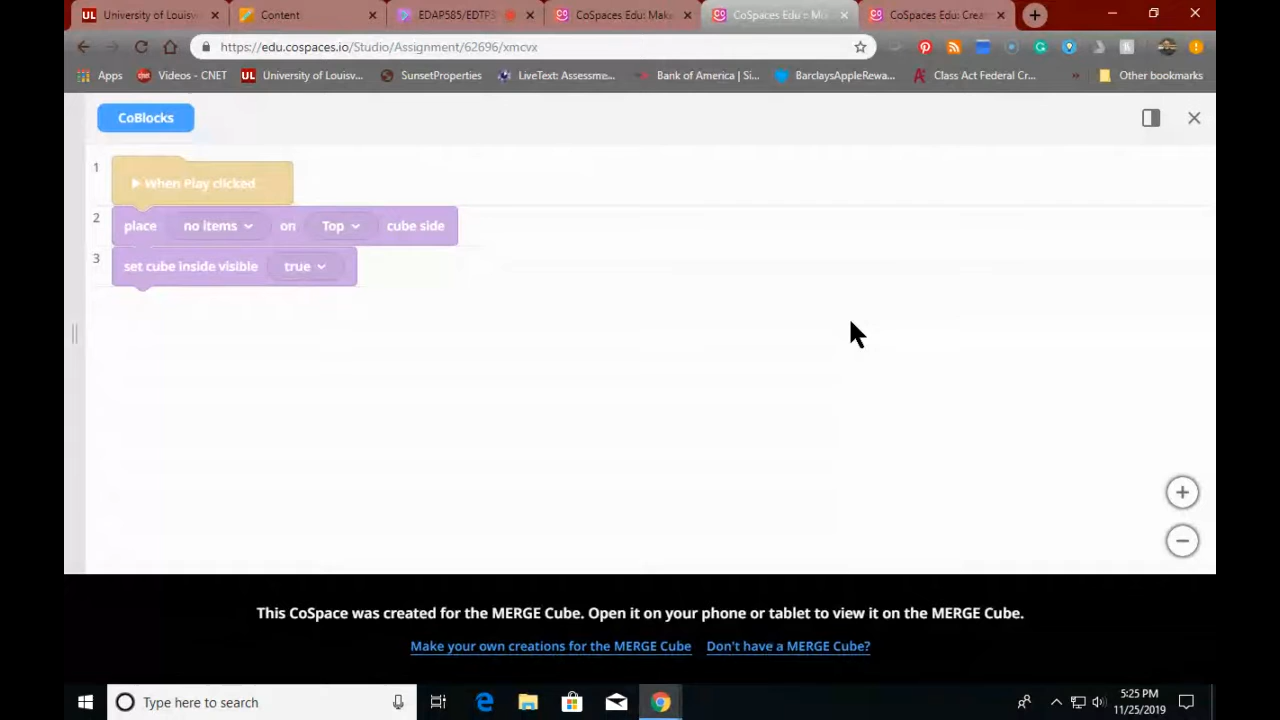 University of Louisv
Content
EDAP585/EDTP
CoSpaces Edu: Make
CoSpaces Edu
CoSpaces Edu: Crea
https://edu.cospaces.io/Studio/Assignment/62696/xmcvx
Apps
Videos - CNET
University of Louisv...
SunsetProperties
LiveText: Assessme...
Bank of America | Si...
BarclaysAppleRewa...
Class Act Federal Cr...
»
Other bookmarks
CoBlocks
1
When Play clicked
2
place no items on Top cube side
3
set cube inside visible true
This CoSpace was created for the MERGE Cube. Open it on your phone or tablet to view it on the MERGE Cube.
Make your own creations for the MERGE Cube Don't have a MERGE Cube?
Type here to search
5:25 PM
11/25/2019